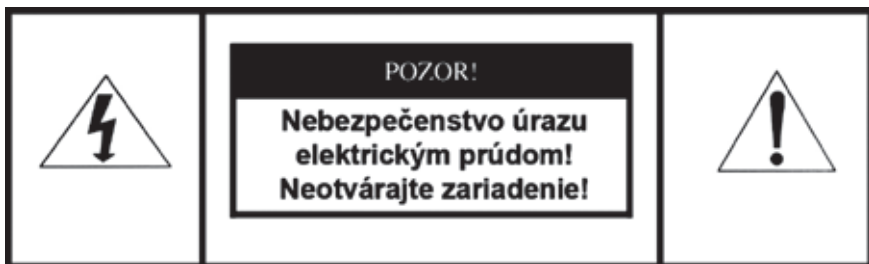 POZOR!
Nebezpečenstvo úrazu
elektrickým prúdom!
Neotvárajte zariadenie!